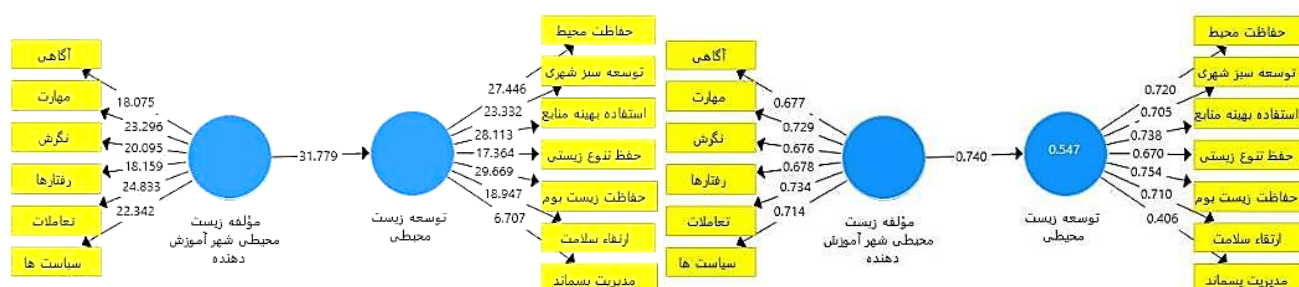 آگاهی
مهارت
نگرش
رفتارها
تعاملات
سیاست ها
18.075
23.296
20.095
18.159
24.833
22.342
مؤلفه زیست
محیطی شهر آموزش
دهنده
31.779
توسعه زیست
محیطی
27.446
23.332
28.113
17.364
29.669
18.947
6.707
حفاظت محیط
توسعه سبز شهری
استفاده بهینه منابع
حفظ تنوع زیستی
حفاظت زیست بوم
ارتقاء سلامت
مدیریت پسماند
آگاهی
مهارت
نگرش
رفتارها
تعاملات
سیاست ها
0.677
0.729
0.676
0.678
0.734
0.714
مؤلفه زیست
محیطی شهر آموزش
دهنده
0.740
0.547
توسعه زیست
محیطی
0.720
0.705
0.738
0.670
0.754
0.710
0.406
حفاظت محیط
توسعه سبز شهری
استفاده بهینه منابع
حفظ تنوع زیستی
حفاظت زیست بوم
ارتقاء سلامت
مدیریت پسماند